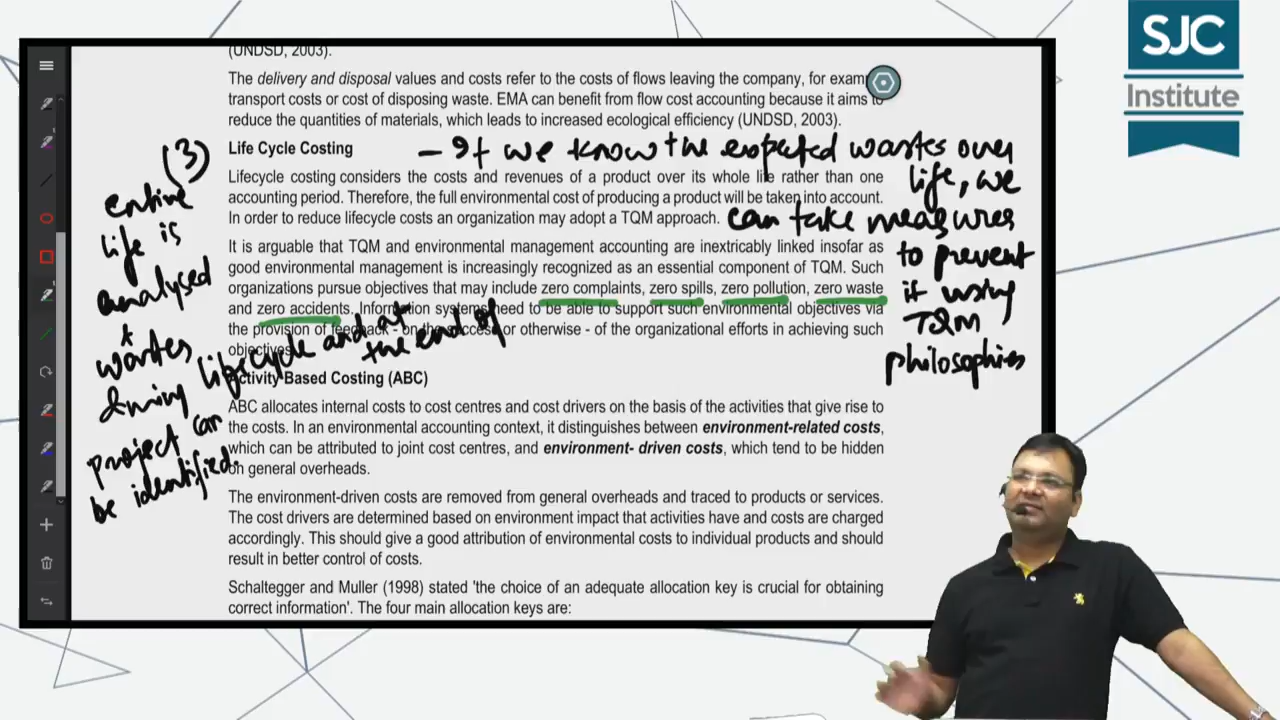 SJC
Institute
(UNDSD, 2003).
The delivery and disposal values and costs refer to the costs of flows leaving the company, for exam
transport costs or cost of disposing waste. EMA can benefit from flow cost accounting because it aims to
reduce the quantities of materials, which leads to increased ecological efficiency (UNDSD, 2003).
Life Cycle Costing
Lifecycle costing considers the costs and revenues of a product over its whole life rather than one
accounting period. Therefore, the full environmental cost of producing a product will be taken into account.
In order to reduce lifecycle costs an organization may adopt a TQM approach.
It is arguable that TQM and environmental management accounting are inextricably linked insofar as
good environmental management is increasingly recognized as an essential component of TQM. Such
organizations pursue objectives that may include zero complaints, zero spills, zero pollution, zero waste
and zero accidents. Information systems need to be able to support such environmental objectives via
the provision of feedback - on the success or otherwise - of the organizational efforts in achieving such
objectives.
Activity Based Costing (ABC)
ABC allocates internal costs to cost centres and cost drivers on the basis of the activities that give rise to
the costs. In an environmental accounting context, it distinguishes between environment-related costs,
which can be attributed to joint cost centres, and environment- driven costs, which tend to be hidden
on general overheads.
The environment-driven costs are removed from general overheads and traced to products or services.
The cost drivers are determined based on environment impact that activities have and costs are charged
accordingly. This should give a good attribution of environmental costs to individual products and should
result in better control of costs.
Schaltegger and Muller (1998) stated 'the choice of an adequate allocation key is crucial for obtaining
correct information'. The four main allocation keys are:
(3)
entire
life is
analysed
+
wastes
during lifecycle and at
the end of
project can
be identified.
– If we know the expected wastes over
life, we
can take measures
to prevent
it using
TQM
philosophies